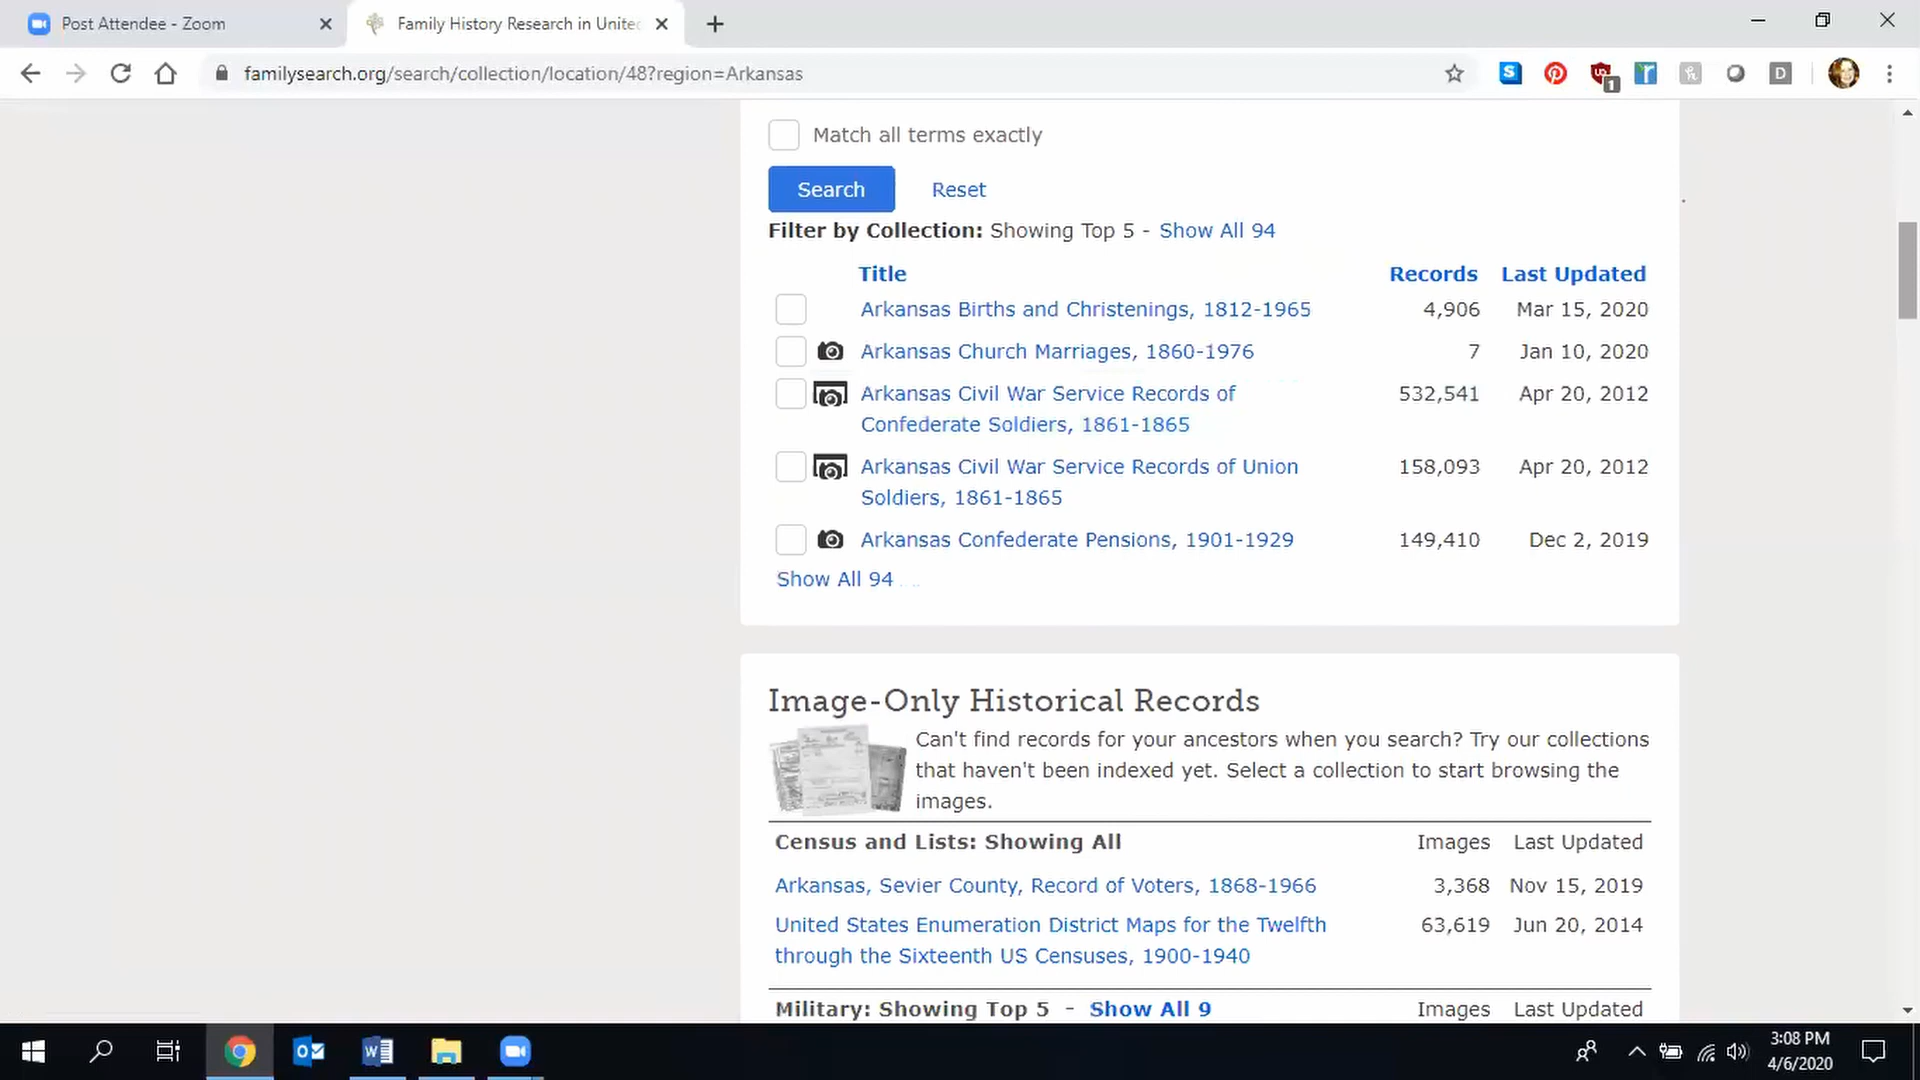 Post Attendee - Zoom
Family History Research in Unite
familysearch.org/search/collection/location/48?region=Arkansas
1
Match all terms exactly
Search Reset
Filter by Collection: Showing Top 5 - Show All 94
Title Records Last Updated
Arkansas Births and Christenings, 1812-1965 4,906 Mar 15, 2020
Arkansas Church Marriages, 1860-1976 7 Jan 10, 2020
Arkansas Civil War Service Records of 532,541 Apr 20, 2012
Confederate Soldiers, 1861-1865
Arkansas Civil War Service Records of Union 158,093 Apr 20, 2012
Soldiers, 1861-1865
Arkansas Confederate Pensions, 1901-1929 149,410 Dec 2, 2019
Show All 94
Image-Only Historical Records
Can't find records for your ancestors when you search? Try our collections
that haven't been indexed yet. Select a collection to start browsing the
images.
Census and Lists: Showing All Images Last Updated
Arkansas, Sevier County, Record of Voters, 1868-1966 3,368 Nov 15, 2019
United States Enumeration District Maps for the Twelfth 63,619 Jun 20, 2014
through the Sixteenth US Censuses, 1900-1940
Military: Showing Top 5 - Show All 9 Images Last Updated
3:08 PM
4/6/2020